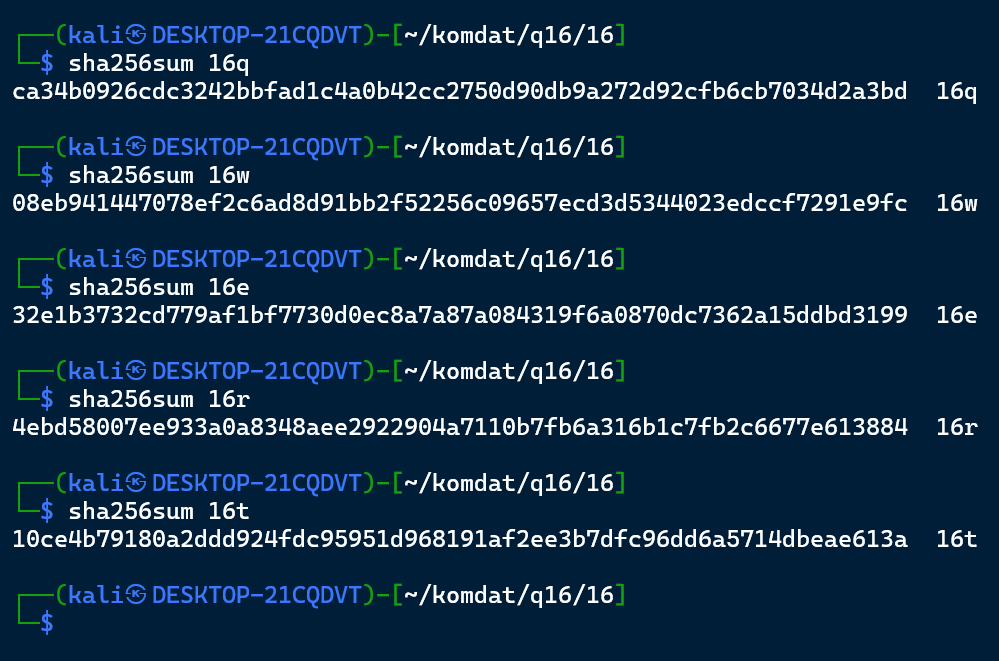 ┌──(kali㉿DESKTOP-21CQDVT)-[~/komdat/q16/16]
└─$ sha256sum 16q
ca34b0926cdc3242bbfad1c4a0b42cc2750d90db9a272d92cfb6cb7034d2a3bd  16q
┌──(kali㉿DESKTOP-21CQDVT)-[~/komdat/q16/16]
└─$ sha256sum 16w
08eb941447078ef2c6ad8d91bb2f52256c09657ecd3d5344023edccf7291e9fc  16w
┌──(kali㉿DESKTOP-21CQDVT)-[~/komdat/q16/16]
└─$ sha256sum 16e
32e1b3732cd779af1bf7730d0ec8a7a87a084319f6a0870dc7362a15ddbd3199  16e
┌──(kali㉿DESKTOP-21CQDVT)-[~/komdat/q16/16]
└─$ sha256sum 16r
4ebd58007ee933a0a8348aee2922904a7110b7fb6a316b1c7fb2c6677e613884  16r
┌──(kali㉿DESKTOP-21CQDVT)-[~/komdat/q16/16]
└─$ sha256sum 16t
10ce4b79180a2ddd924fdc95951d968191af2ee3b7dfc96dd6a5714dbeae613a  16t
┌──(kali㉿DESKTOP-21CQDVT)-[~/komdat/q16/16]
└─$